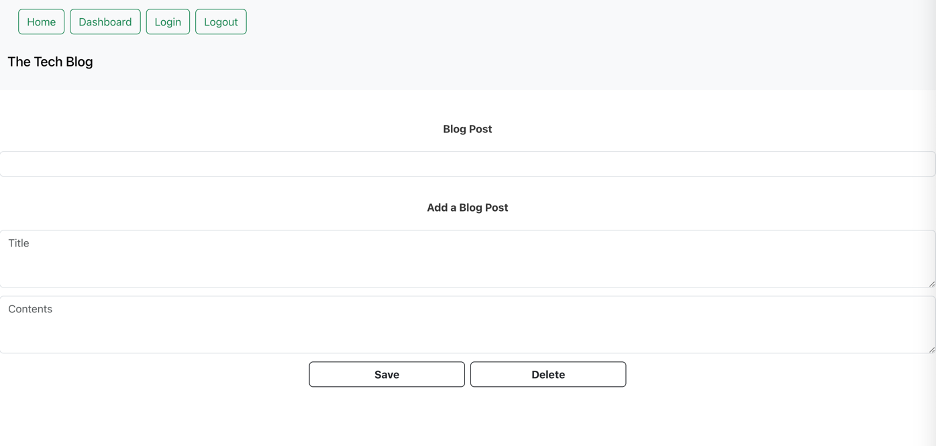 Home Dashboard Login Logout
The Tech Blog
Blog Post
Add a Blog Post
Title
Contents
Save Delete